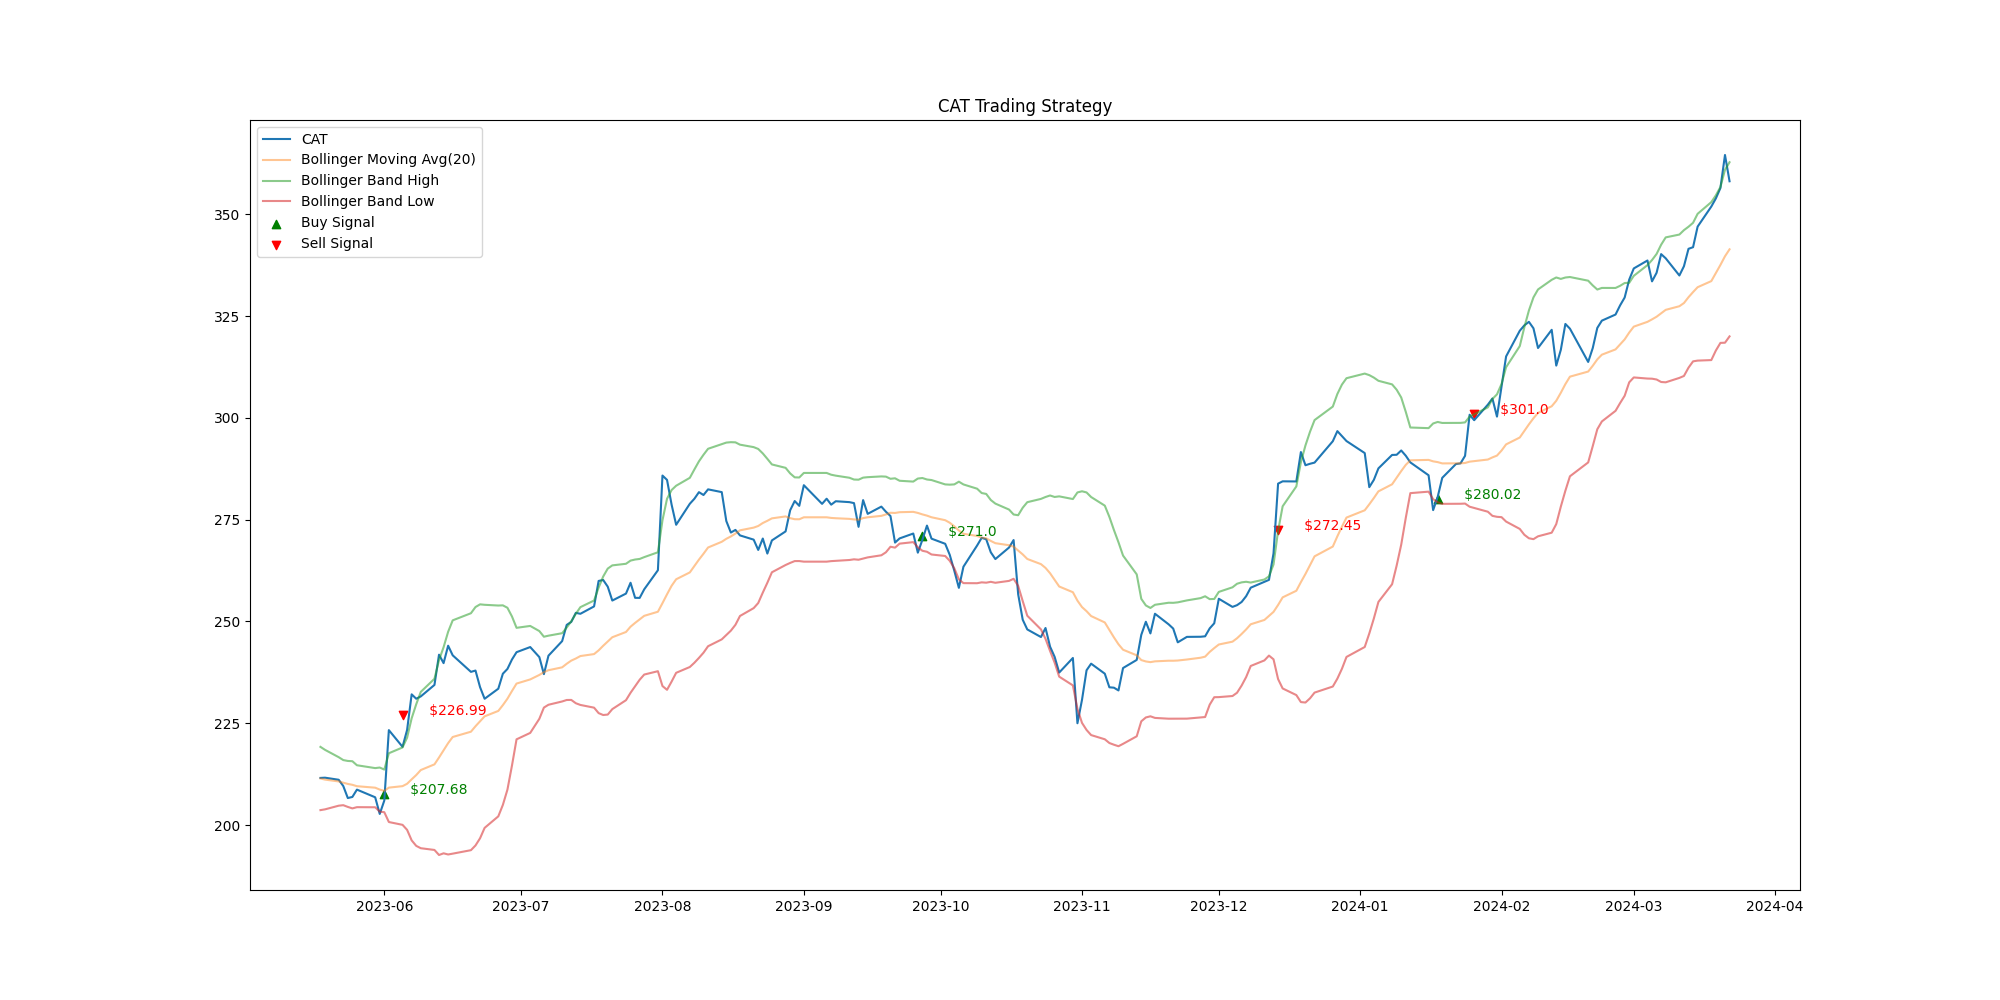 CAT Trading Strategy
CAT
Bollinger Moving Avg(20)
Bollinger Band High
Bollinger Band Low
Buy Signal
Sell Signal
350
325
300
275
250
225
200
$301.0
$280.02
$271.0
$272.45
$226.99
$207.68
2023-06 2023-07 2023-08 2023-09 2023-10 2023-11 2023-12 2024-01 2024-02 2024-03 2024-04